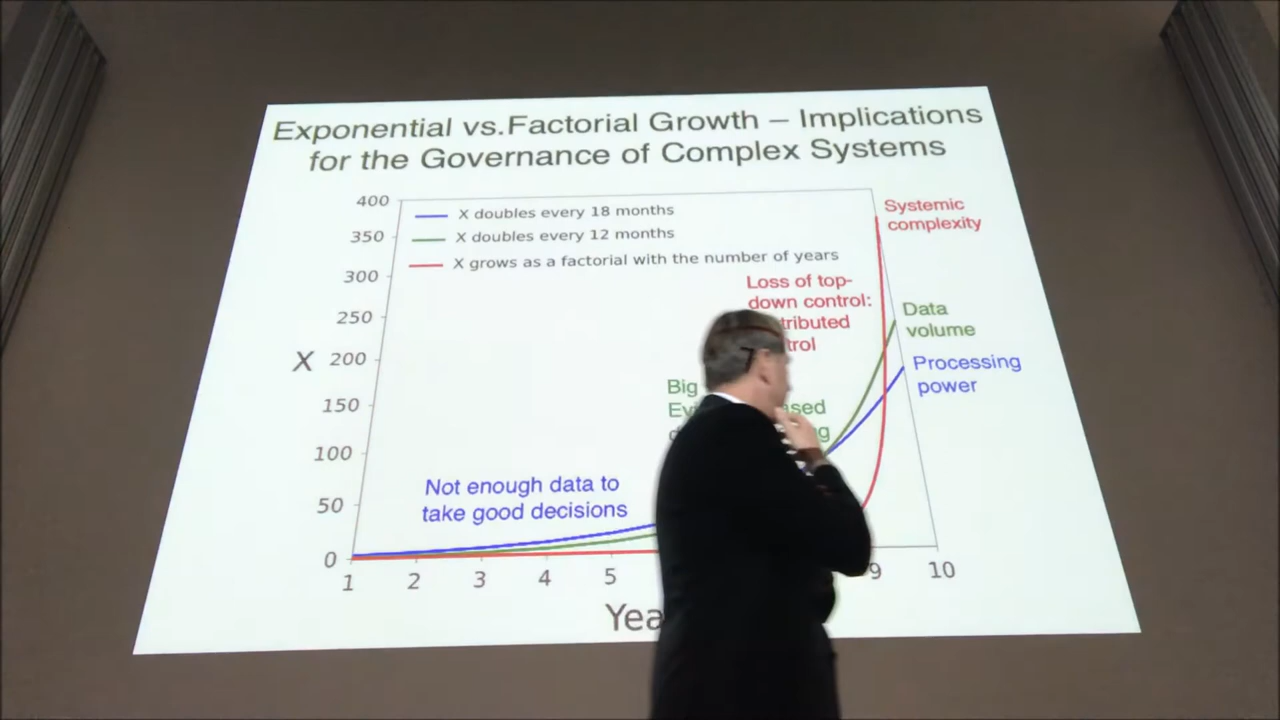 Exponential vs.Factorial Growth – Implications
for the Governance of Complex Systems
400
350
300
250
200
150
100
50
0
X
X doubles every 18 months
X doubles every 12 months
X grows as a factorial with the number of years
Systemic
complexity
Loss of top-
down control:
Data
volume
Processing
power
Big
Not enough data to
take good decisions
1 2 3 4 5 9 10